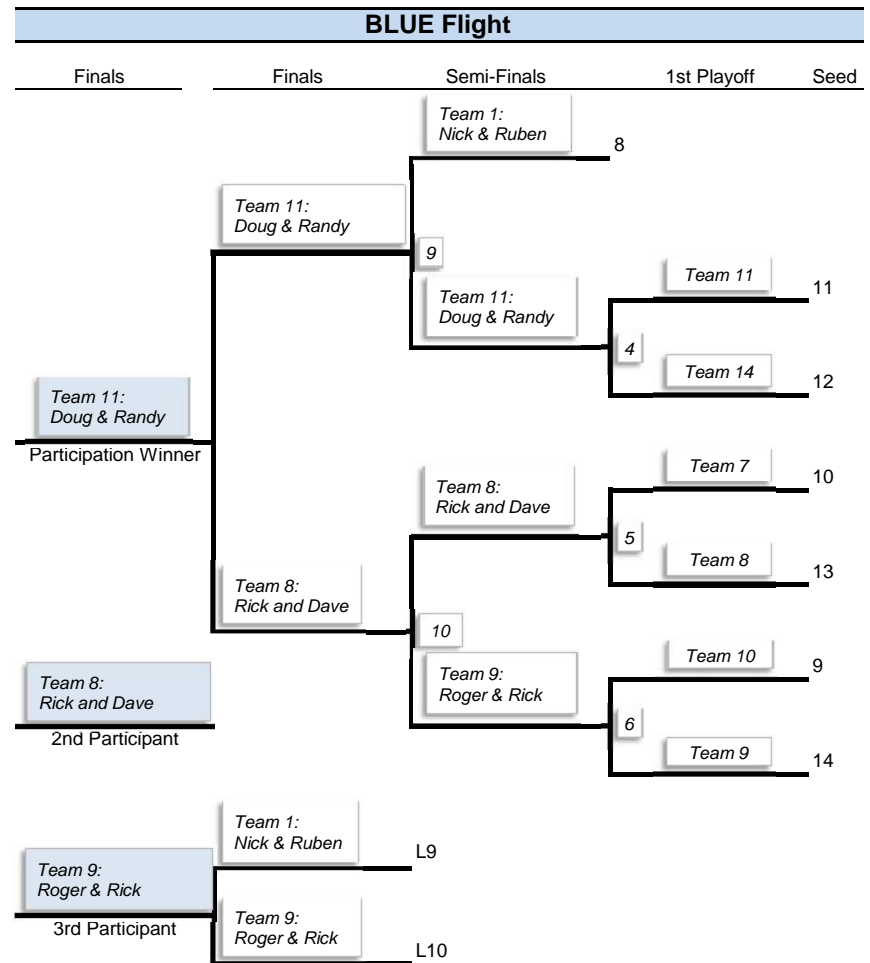 BLUE Flight
Finals Finals Semi-Finals 1st Playoff Seed
Team 1:
Nick & Ruben
8
Team 11:
Doug & Randy
9
Team 11:
Doug & Randy
Team 11
11
4
Team 14
12
Team 11:
Doug & Randy
Participation Winner
Team 7
10
Team 8:
Rick and Dave
5
Team 8
13
Team 8:
Rick and Dave
10
Team 10
9
Team 9:
Roger & Rick
6
Team 9
14
Team 8:
Rick and Dave
2nd Participant
Team 1:
Nick & Ruben
L9
Team 9:
Roger & Rick
3rd Participant
Team 9:
Roger & Rick
L10